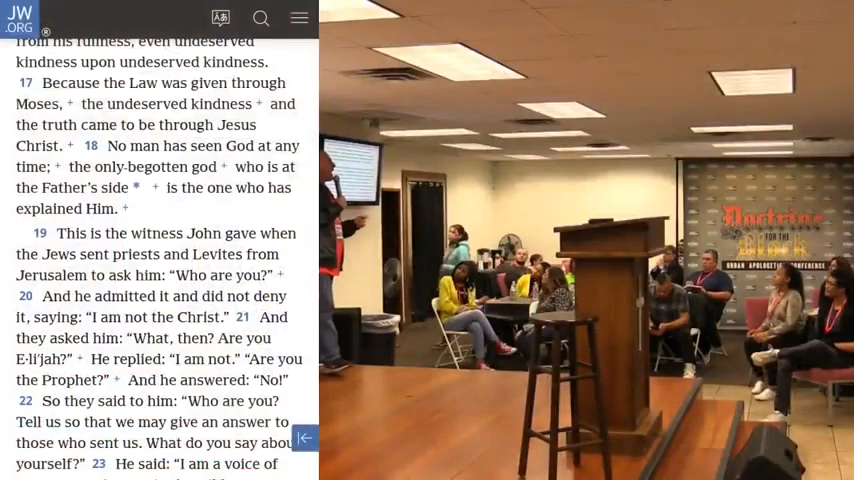 JW
.ORG
®
from his fullness, even undeserved
kindness upon undeserved kindness.
17 Because the Law was given through
Moses, + the undeserved kindness + and
the truth came to be through Jesus
Christ. + 18 No man has seen God at any
time; + the only-begotten god + who is at
the Father's side * + is the one who has
explained Him. +
19 This is the witness John gave when
the Jews sent priests and Levites from
Jerusalem to ask him: “Who are you?” +
20 And he admitted it and did not deny
it, saying: “I am not the Christ.” 21 And
they asked him: “What, then? Are you
E·li′jah?” + He replied: “I am not.” “Are you
the Prophet?” + And he answered: “No!”
22 So they said to him: “Who are you?
Tell us so that we may give an answer to
those who sent us. What do you say abou
yourself?” 23 He said: “I am a voice of
Doctrine
FOR THE
Block
URBAN APOLOGETICS CONFERENCE